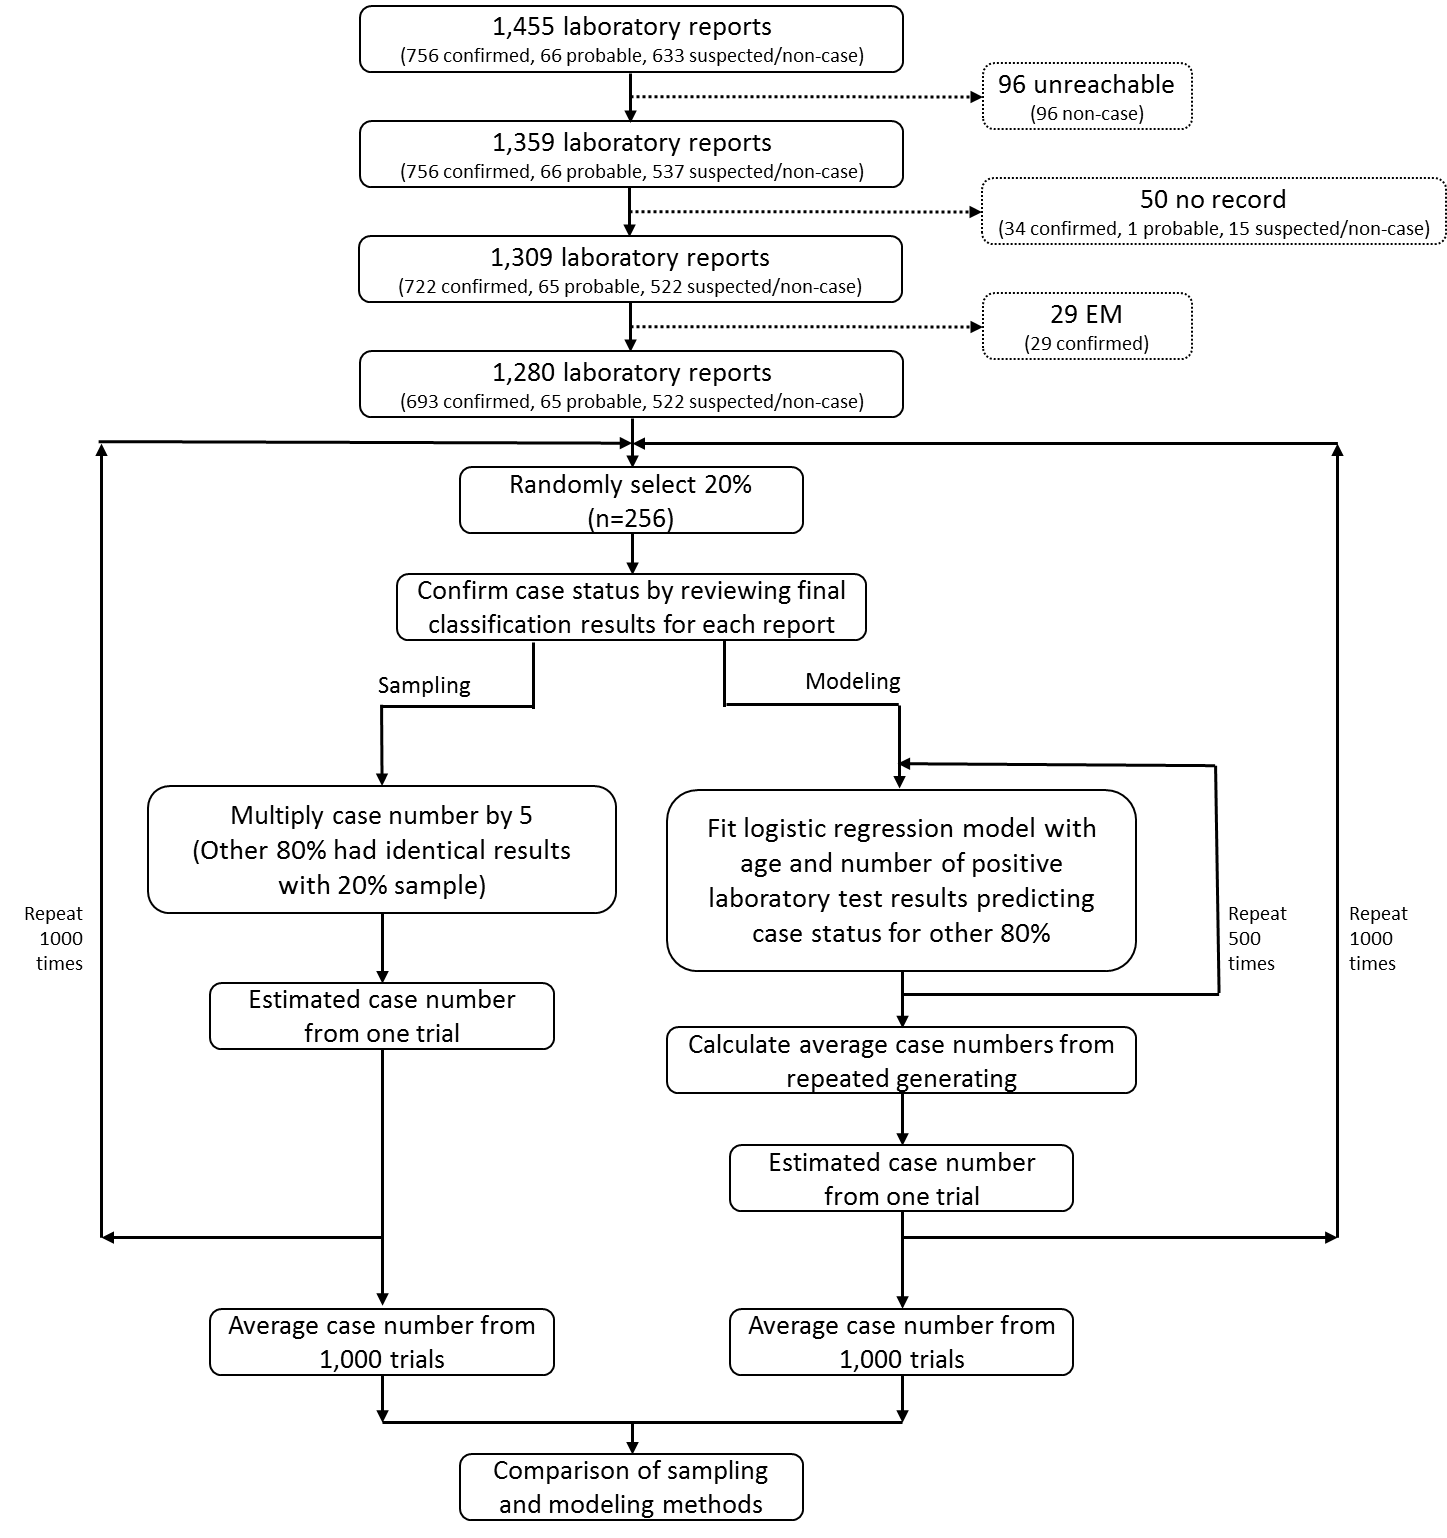 1,455 laboratory reports
(756 confirmed, 66 probable, 633 suspected/non-case)
96 unreachable
(96 non-case)
1,359 laboratory reports
(756 confirmed, 66 probable, 537 suspected/non-case)
50 no record
(34 confirmed, 1 probable, 15 suspected/non-case)
1,309 laboratory reports
(722 confirmed, 65 probable, 522 suspected/non-case)
29 EM
(29 confirmed)
1,280 laboratory reports
(693 confirmed, 65 probable, 522 suspected/non-case)
Randomly select 20%
(n=256)
Confirm case status by reviewing final
classification results for each report
Sampling
Modeling
Multiply case number by 5
(Other 80% had identical results
with 20% sample)
Fit logistic regression model with
age and number of positive
laboratory test results predicting
case status for other 80%
Repeat
1000
times
Repeat
500
times
Repeat
1000
times
Estimated case number
from one trial
Calculate average case numbers from
repeated generating
Estimated case number
from one trial
Average case number from
1,000 trials
Average case number from
1,000 trials
Comparison of sampling
and modeling methods